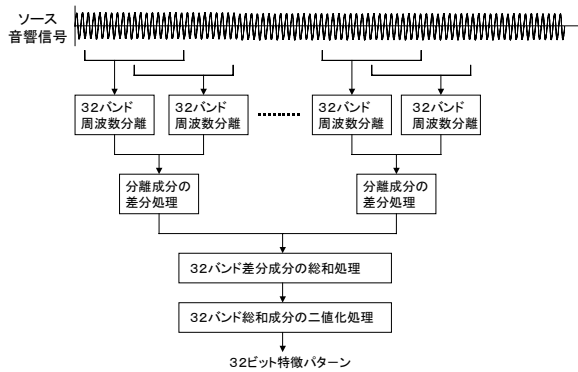 ソース
音響信号
32バンド
周波数分離
32バンド
周波数分離
32バンド
周波数分離
32バンド
周波数分離
分離成分の
差分処理
分離成分の
差分処理
32バンド差分成分の総和処理
32バンド総和成分の二値化処理
32ビット特徴パターン